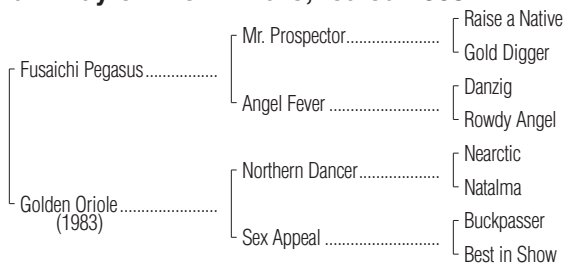 Raise a Native
Mr. Prospector
Gold Digger
Fusaichi Pegasus
Danzig
Angel Fever
Rowdy Angel
Nearctic
Northern Dancer
Natalma
Golden Oriole
(1983)
Buckpasser
Sex Appeal
Best in Show